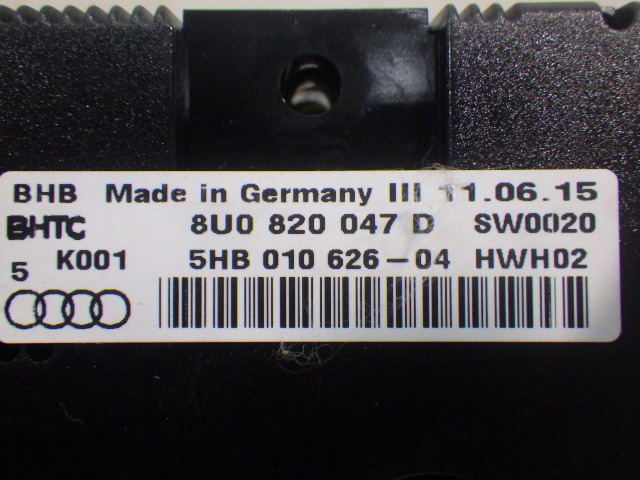 BHB Made in Germany III 11.06.15
BHTC 8U0 820 047 D SW0020
5 K001 5HB 010 626-04 HWH02